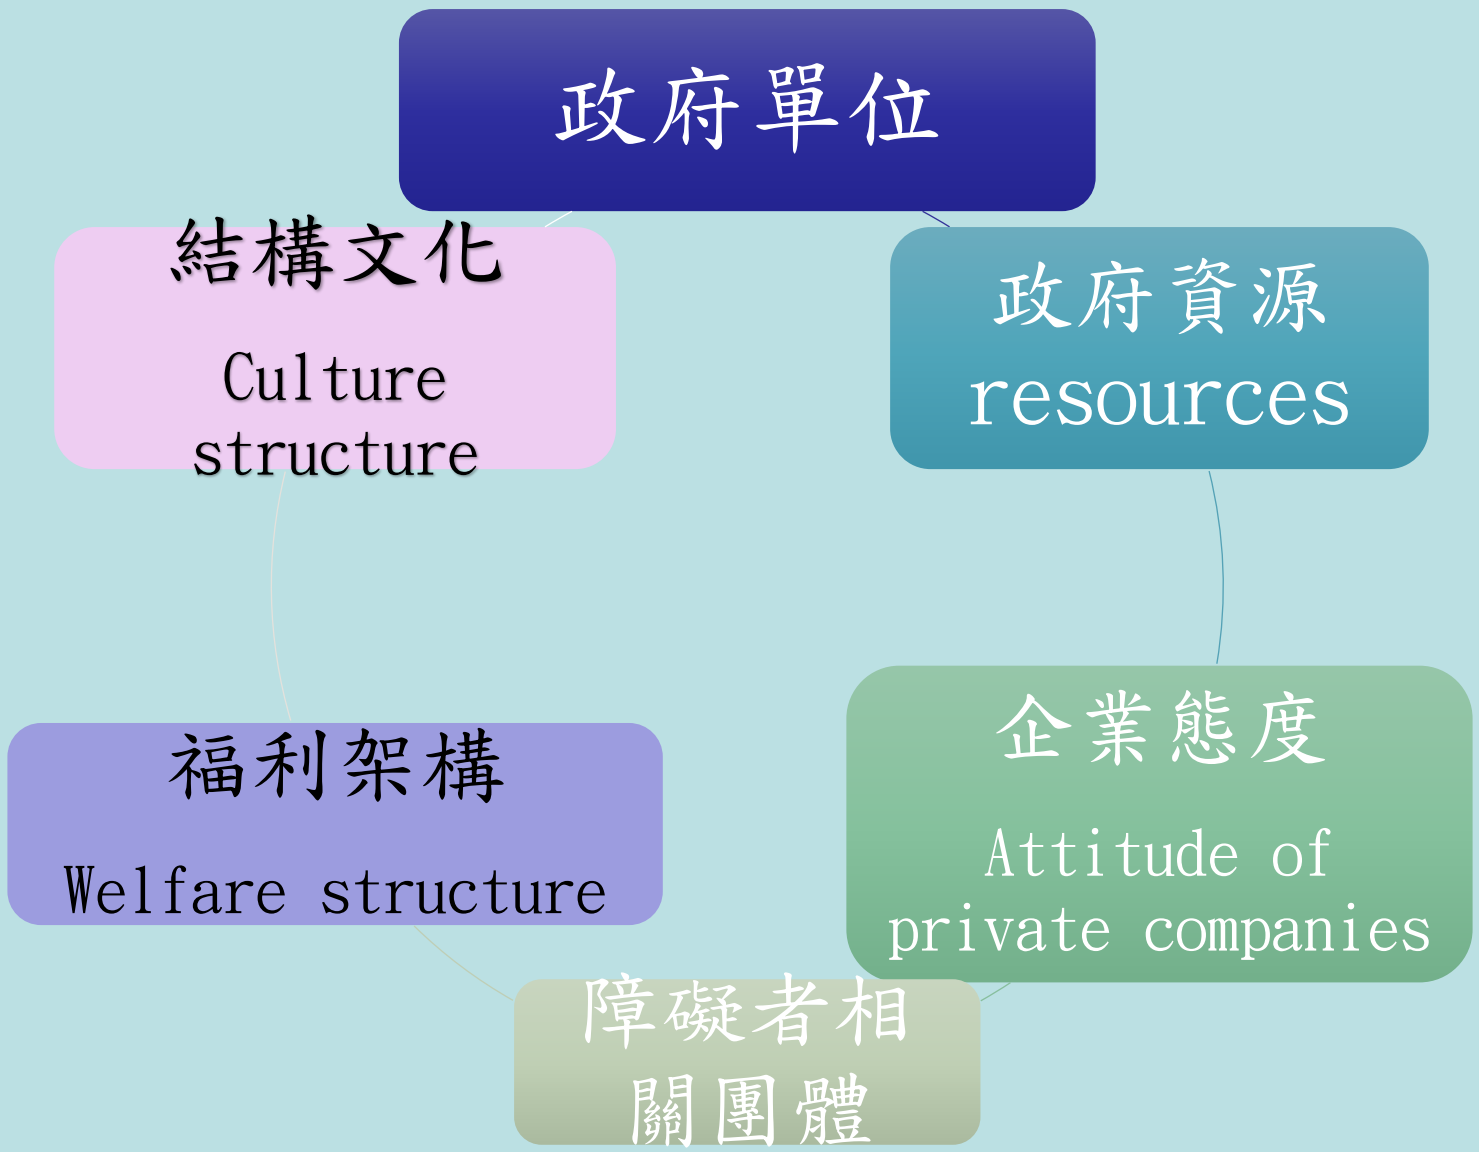 政府單位
結構文化
Culture
structure
政府資源
resources
福利架構
Welfare structure
企業態度
Attitude of
private companies
障礙者相
關團體